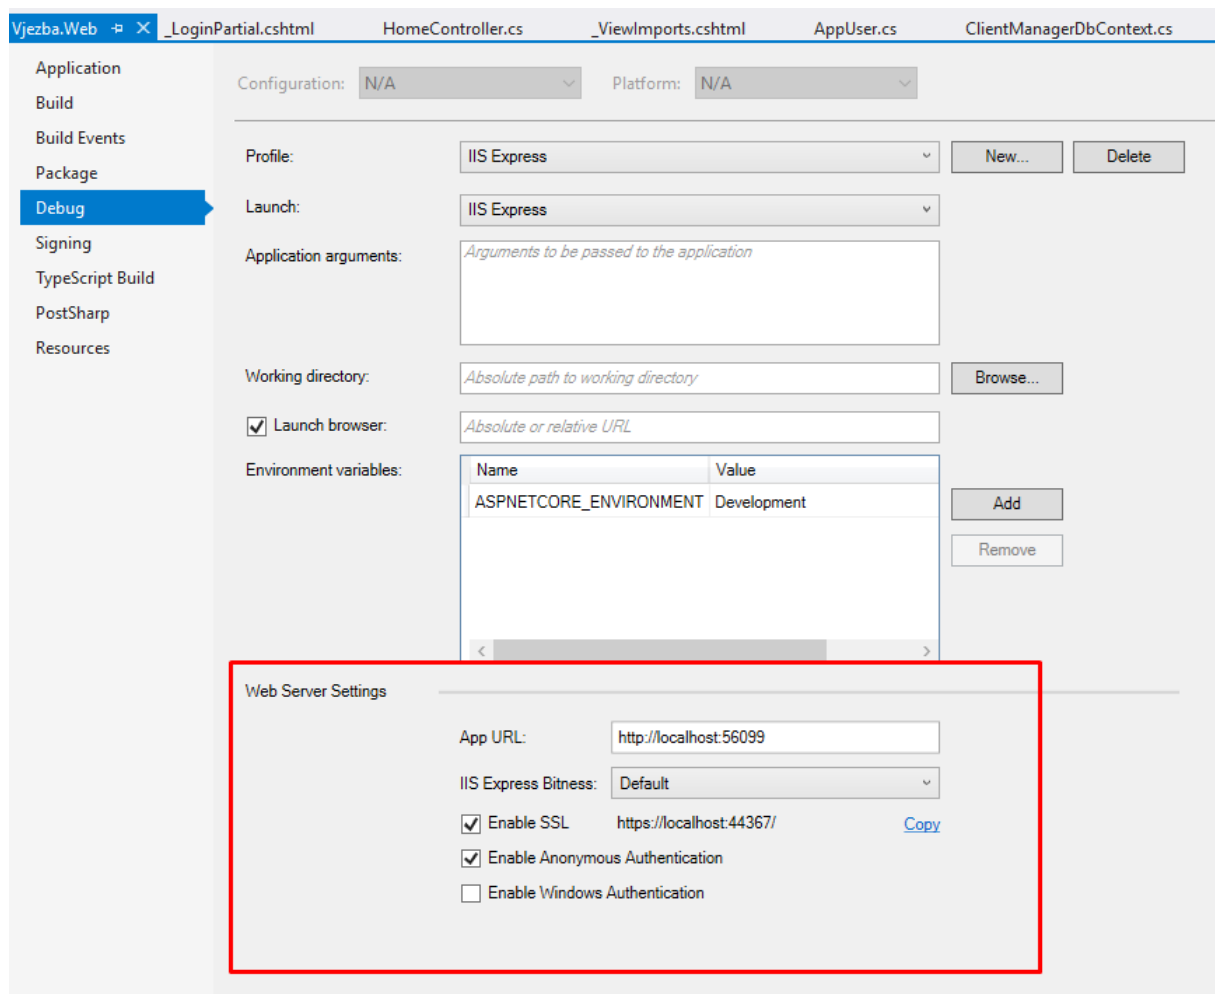 Vjezba.Web _LoginPartial.cshtml HomeController.cs _ViewImports.cshtml AppUser.cs ClientManagerDbContext.cs
Application
Build
Build Events
Package
Debug
Signing
TypeScript Build
PostSharp
Resources
Configuration: N/A Platform: N/A
Profile: IIS Express New... Delete
Launch: IIS Express
Application arguments: Arguments to be passed to the application
Working directory: Absolute path to working directory Browse...
Launch browser: Absolute or relative URL
Environment variables: Name Value
ASPNETCORE_ENVIRONMENT Development Add
Remove
Web Server Settings
App URL: http://localhost:56099
IIS Express Bitness: Default
Enable SSL https://localhost:44367/ Copy
Enable Anonymous Authentication
Enable Windows Authentication